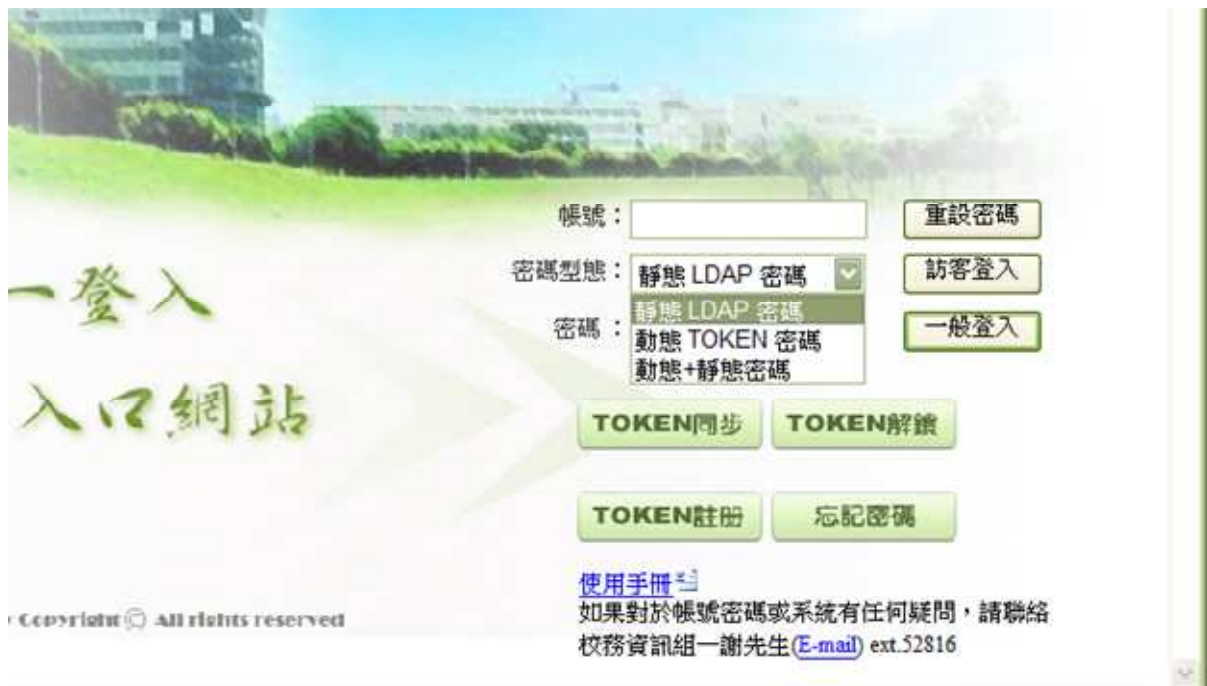 帳號：
重設密碼
密碼型態：
靜態 LDAP 密碼
訪客登入
靜態 LDAP 密碼
動態 TOKEN 密碼
動態+靜態密碼
密碼：
一般登入
一登入
入口網站
TOKEN同步
TOKEN解鎖
TOKEN註冊
忘記密碼
使用手冊
Copyright © All rights reserved
如果對於帳號密碼或系統有任何疑問，請聯絡
校務資訊組一謝先生(E-mail) ext.52816